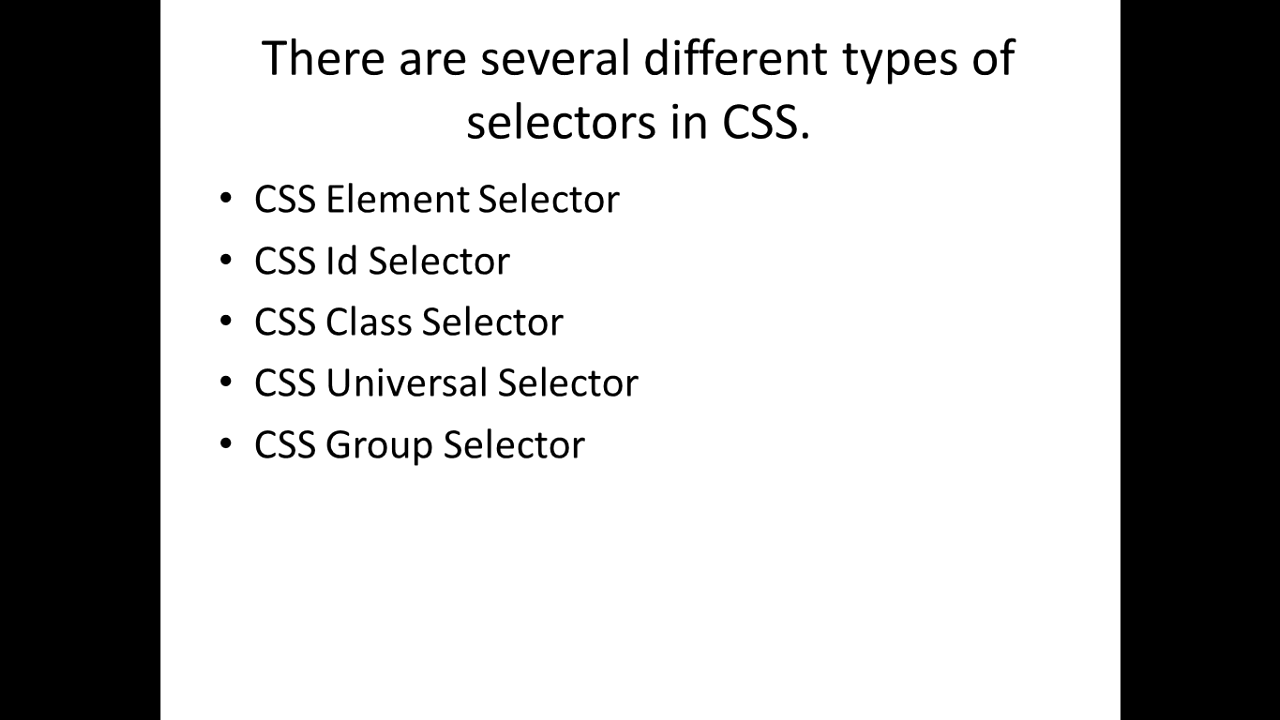 There are several different types of
selectors in CSS.
• CSS Element Selector
• CSS Id Selector
• CSS Class Selector
• CSS Universal Selector
• CSS Group Selector